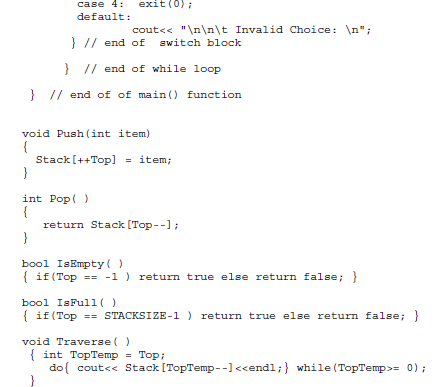 case 4:  exit(0);
default:
cout<< "\n\n\t Invalid Choice: \n";
} // end of  switch block
}  // end of while loop
}  // end of of main() function
void Push(int item)
{
Stack[++Top] = item;
}
int Pop( )
{
return Stack[Top--];
}
bool IsEmpty( )
{ if(Top == -1 ) return true else return false; }
bool IsFull( )
{ if(Top == STACKSIZE-1 ) return true else return false; }
void Traverse( )
{ int TopTemp = Top;
do{ cout<< Stack[TopTemp--]<<endl;} while(TopTemp>= 0);
}